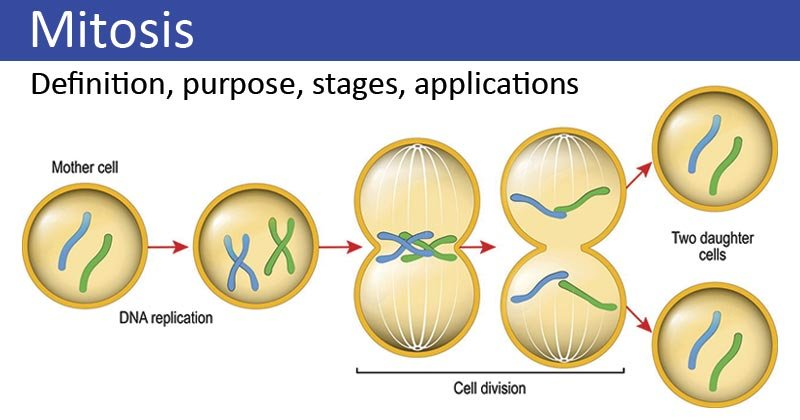 Mitosis
Definition, purpose, stages, applications
Mother cell
DNA replication
Cell division
Two daughter
cells